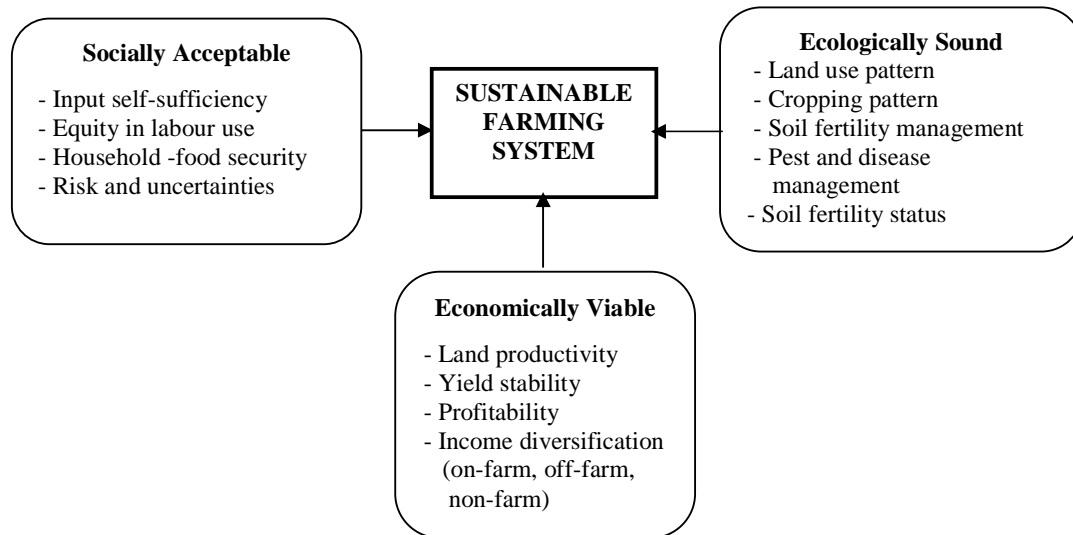 Socially Acceptable
- Input self-sufficiency
- Equity in labour use
- Household -food security
- Risk and uncertainties
SUSTAINABLE
FARMING
SYSTEM
Ecologically Sound
- Land use pattern
- Cropping pattern
- Soil fertility management
- Pest and disease
management
- Soil fertility status
Economically Viable
- Land productivity
- Yield stability
- Profitability
- Income diversification
(on-farm, off-farm,
non-farm)